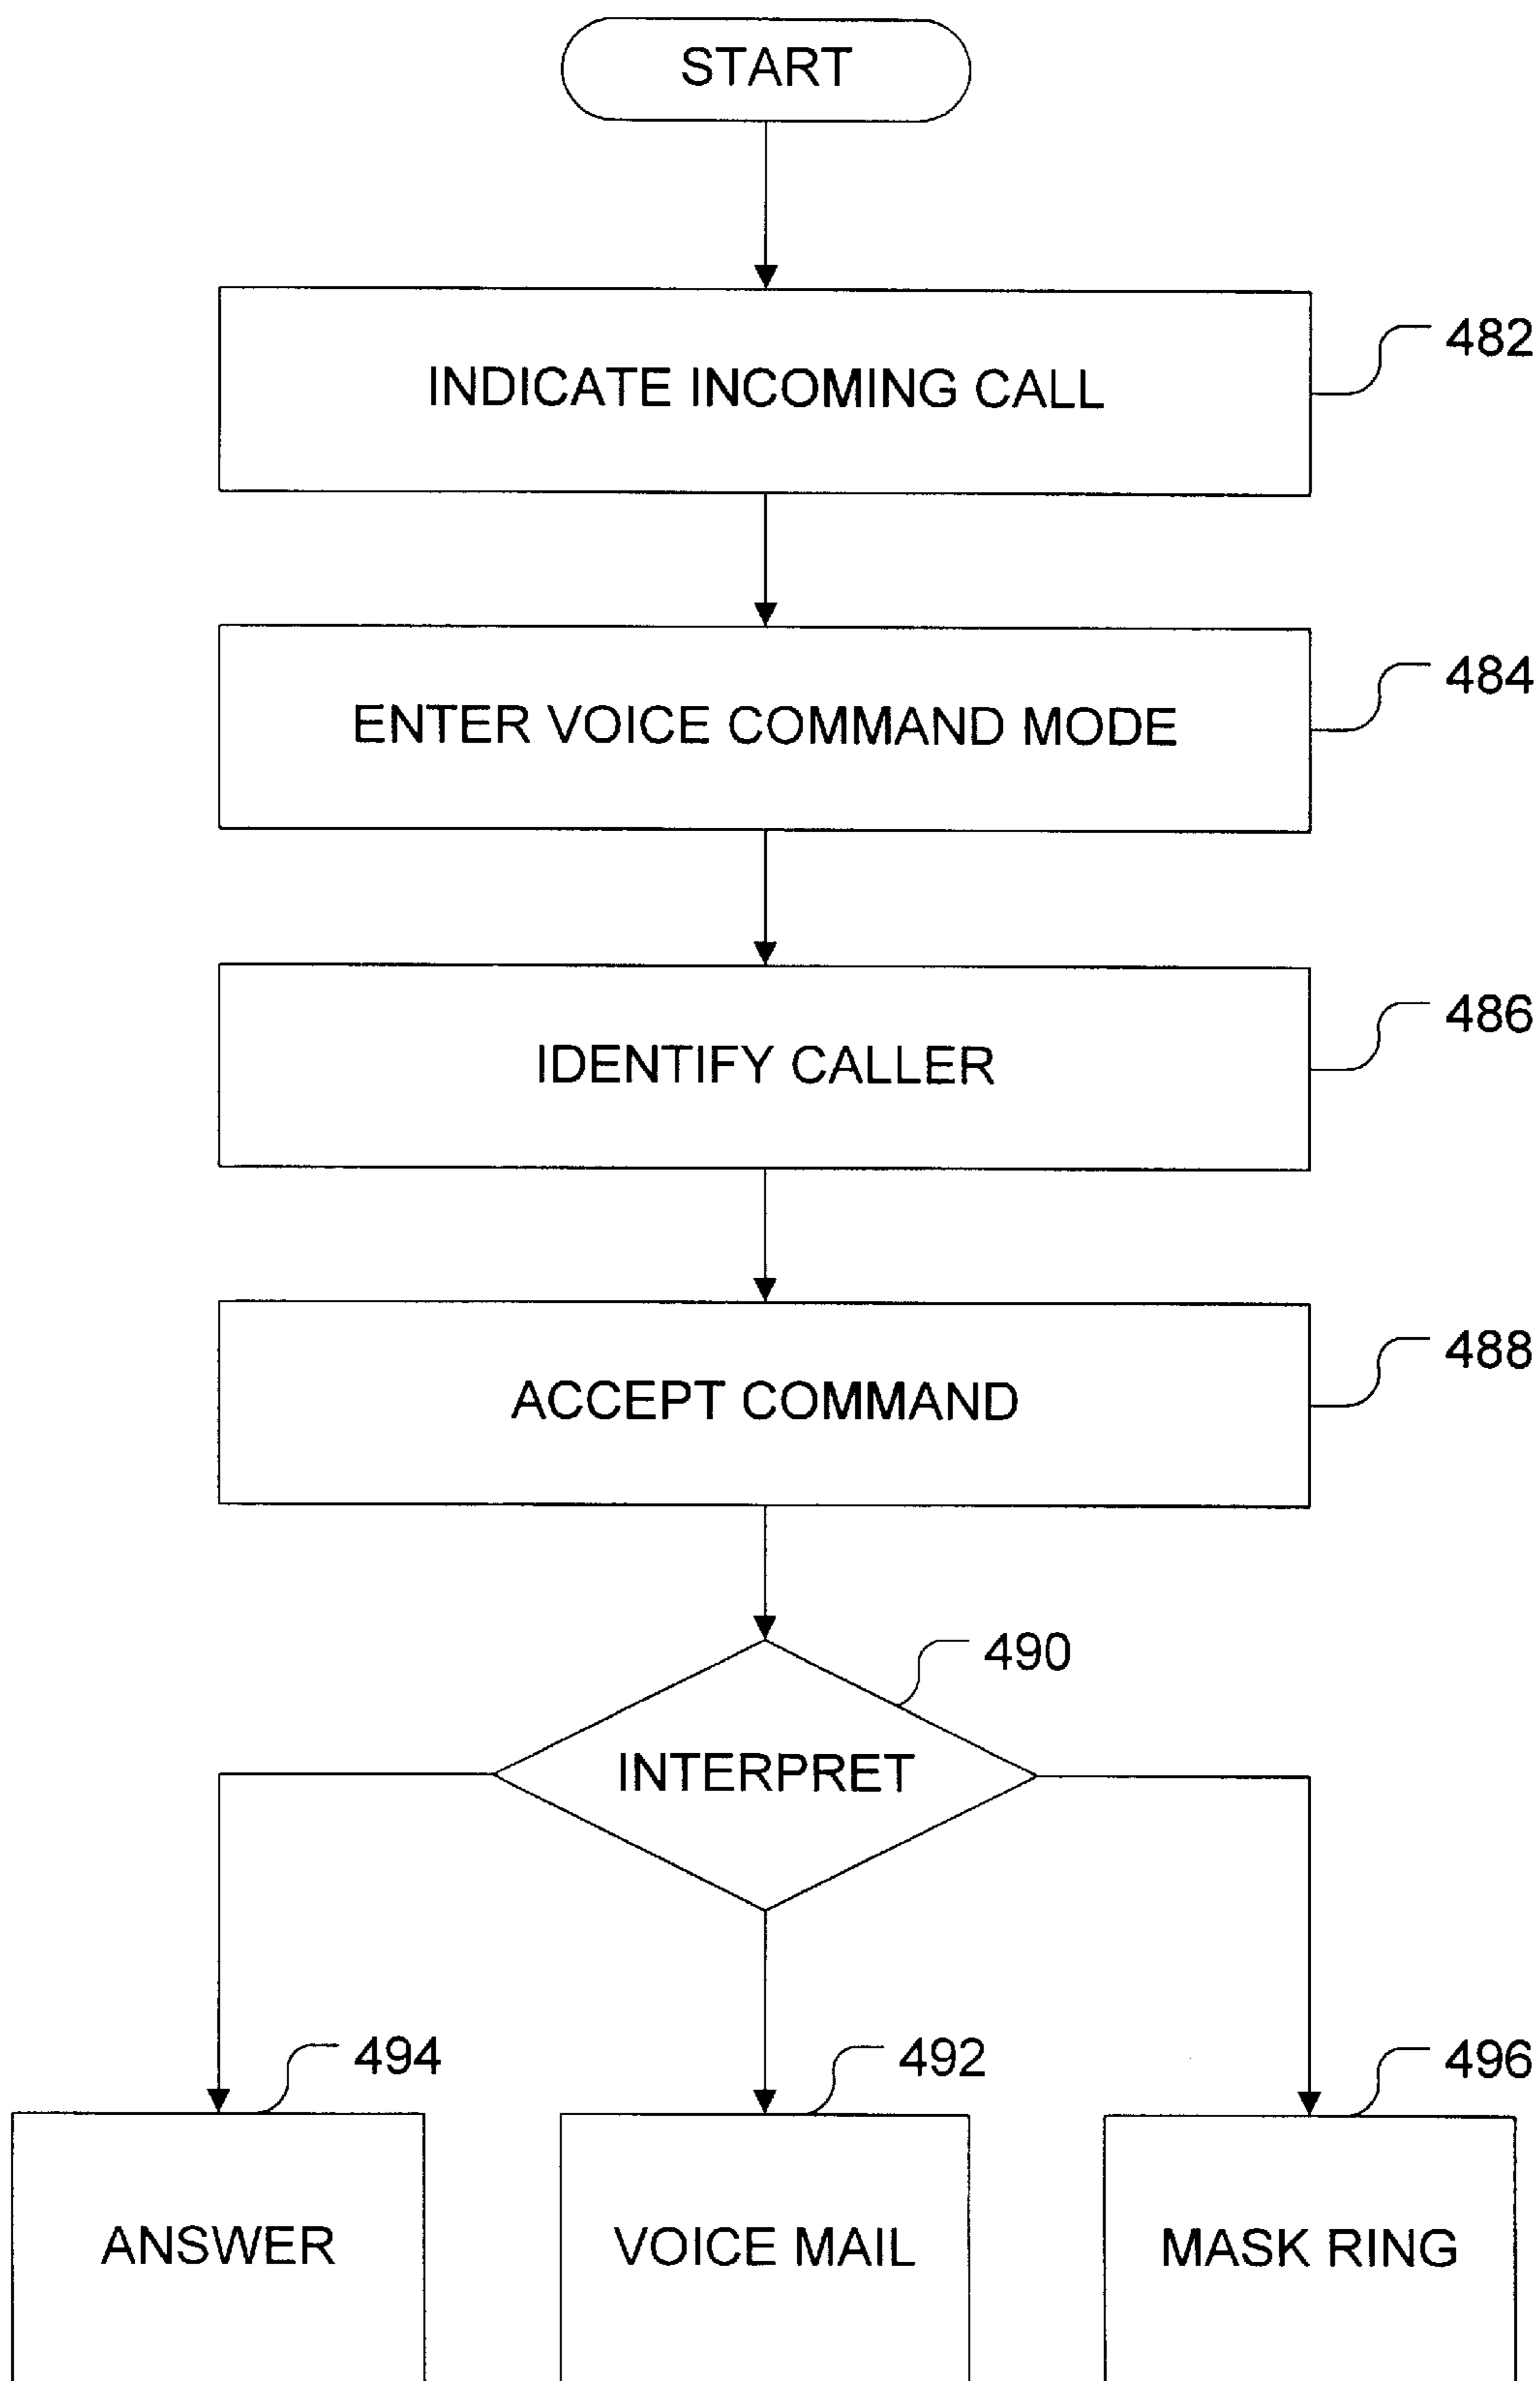 START
INDICATE INCOMING CALL
482
ENTER VOICE COMMAND MODE
484
IDENTIFY CALLER
486
ACCEPT COMMAND
488
490
INTERPRET
494
492
496
ANSWER
VOICE MAIL
MASK RING